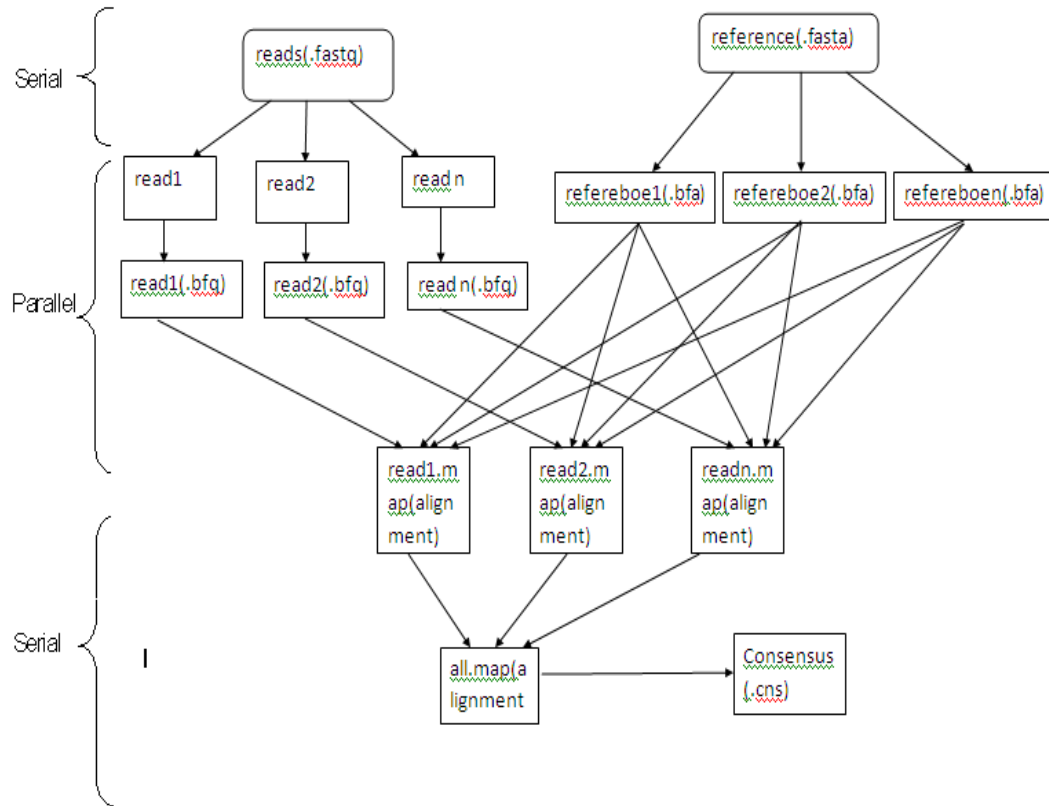 reads(.fastq)
reference(.fasta)
Serial
read1
read2
read n
refereboe1(.bfa)
refereboe2(.bfa)
refereboen(.bfa)
read1(.bfq)
read2(.bfq)
read n(.bfq)
Parallel
read1.m
ap(align
ment)
read2.m
ap(align
ment)
readn.m
ap(align
ment)
Serial
all.map(a
lignment
Consensus
(.cns)